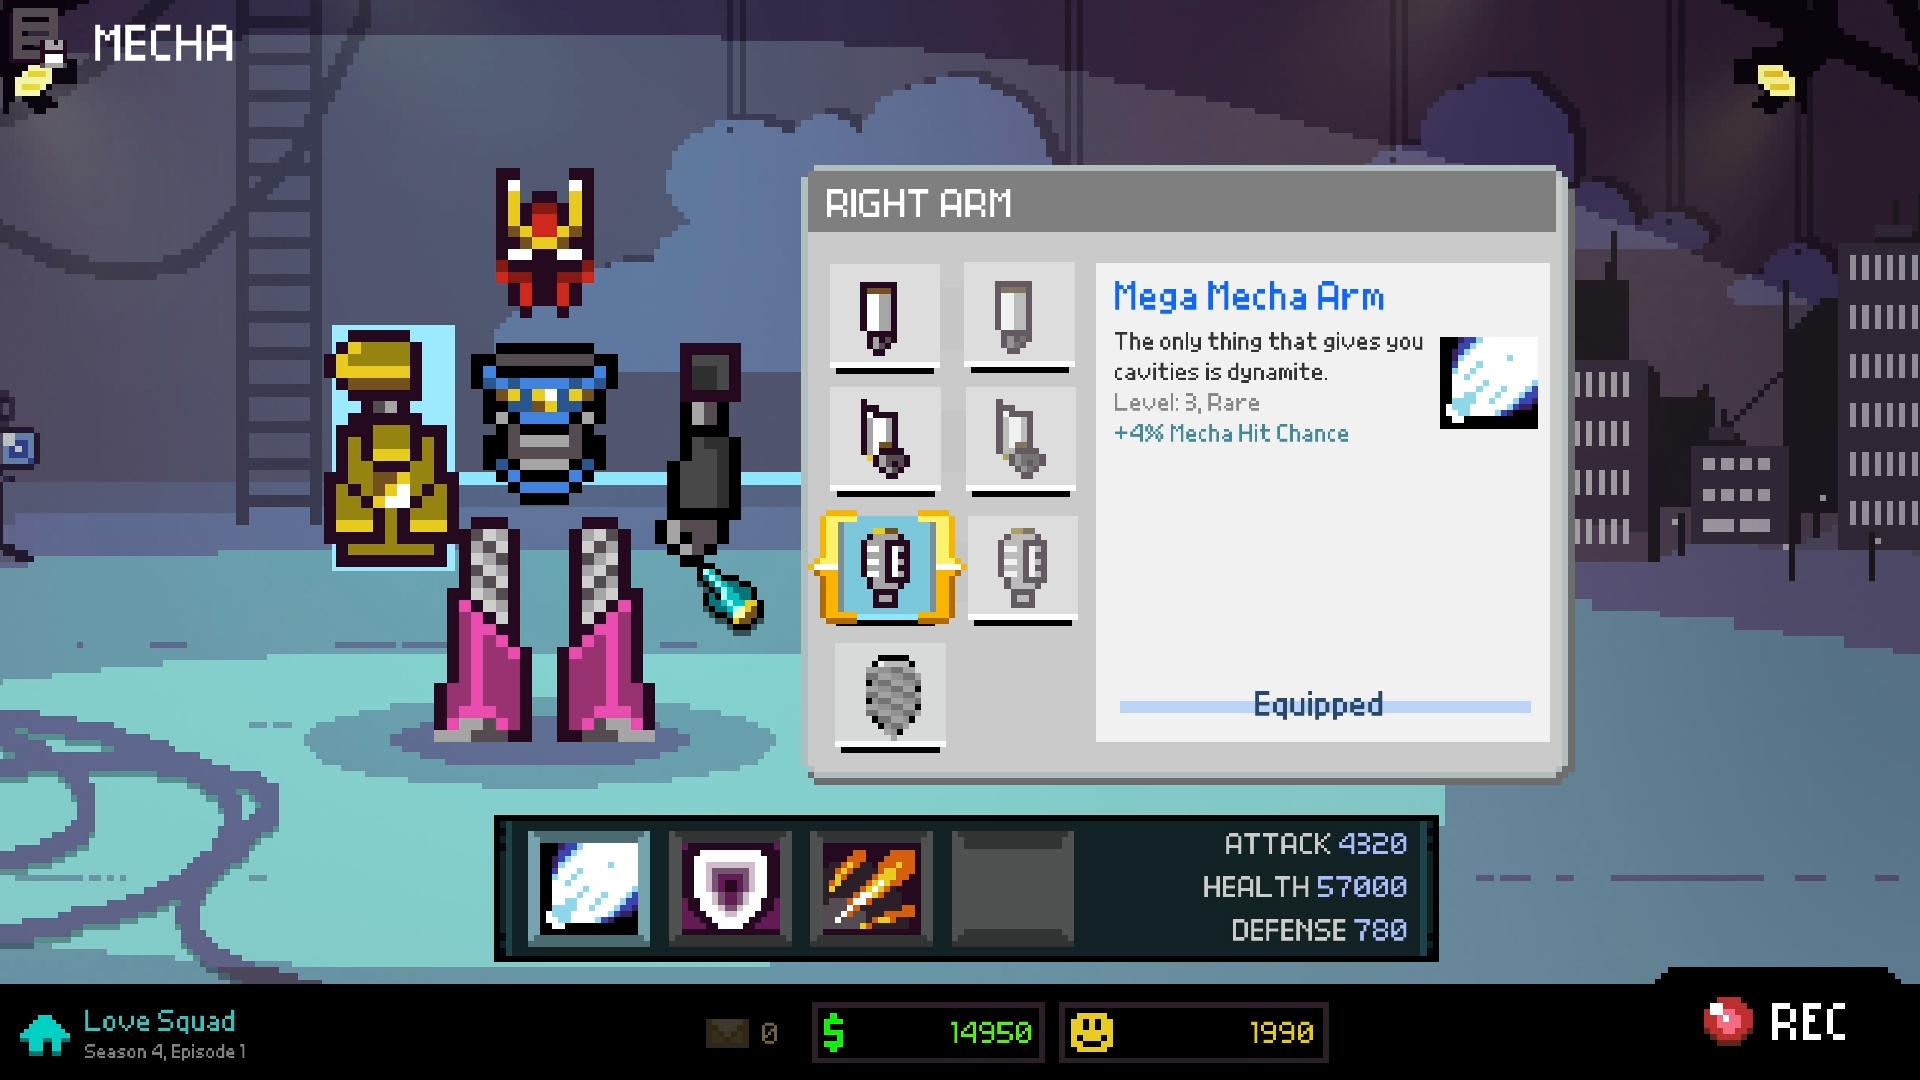 MECHA
RIGHT ARM
Mega Mecha Arm
The only thing that gives you
cavities is dynamite.
Level: 3, Rare
+4% Mecha Hit Chance
Equipped
ATTACK 4320
HEALTH 57000
DEFENSE 780
Love Squad
Season 4, Episode 1
0
$ 14950
1990
REC